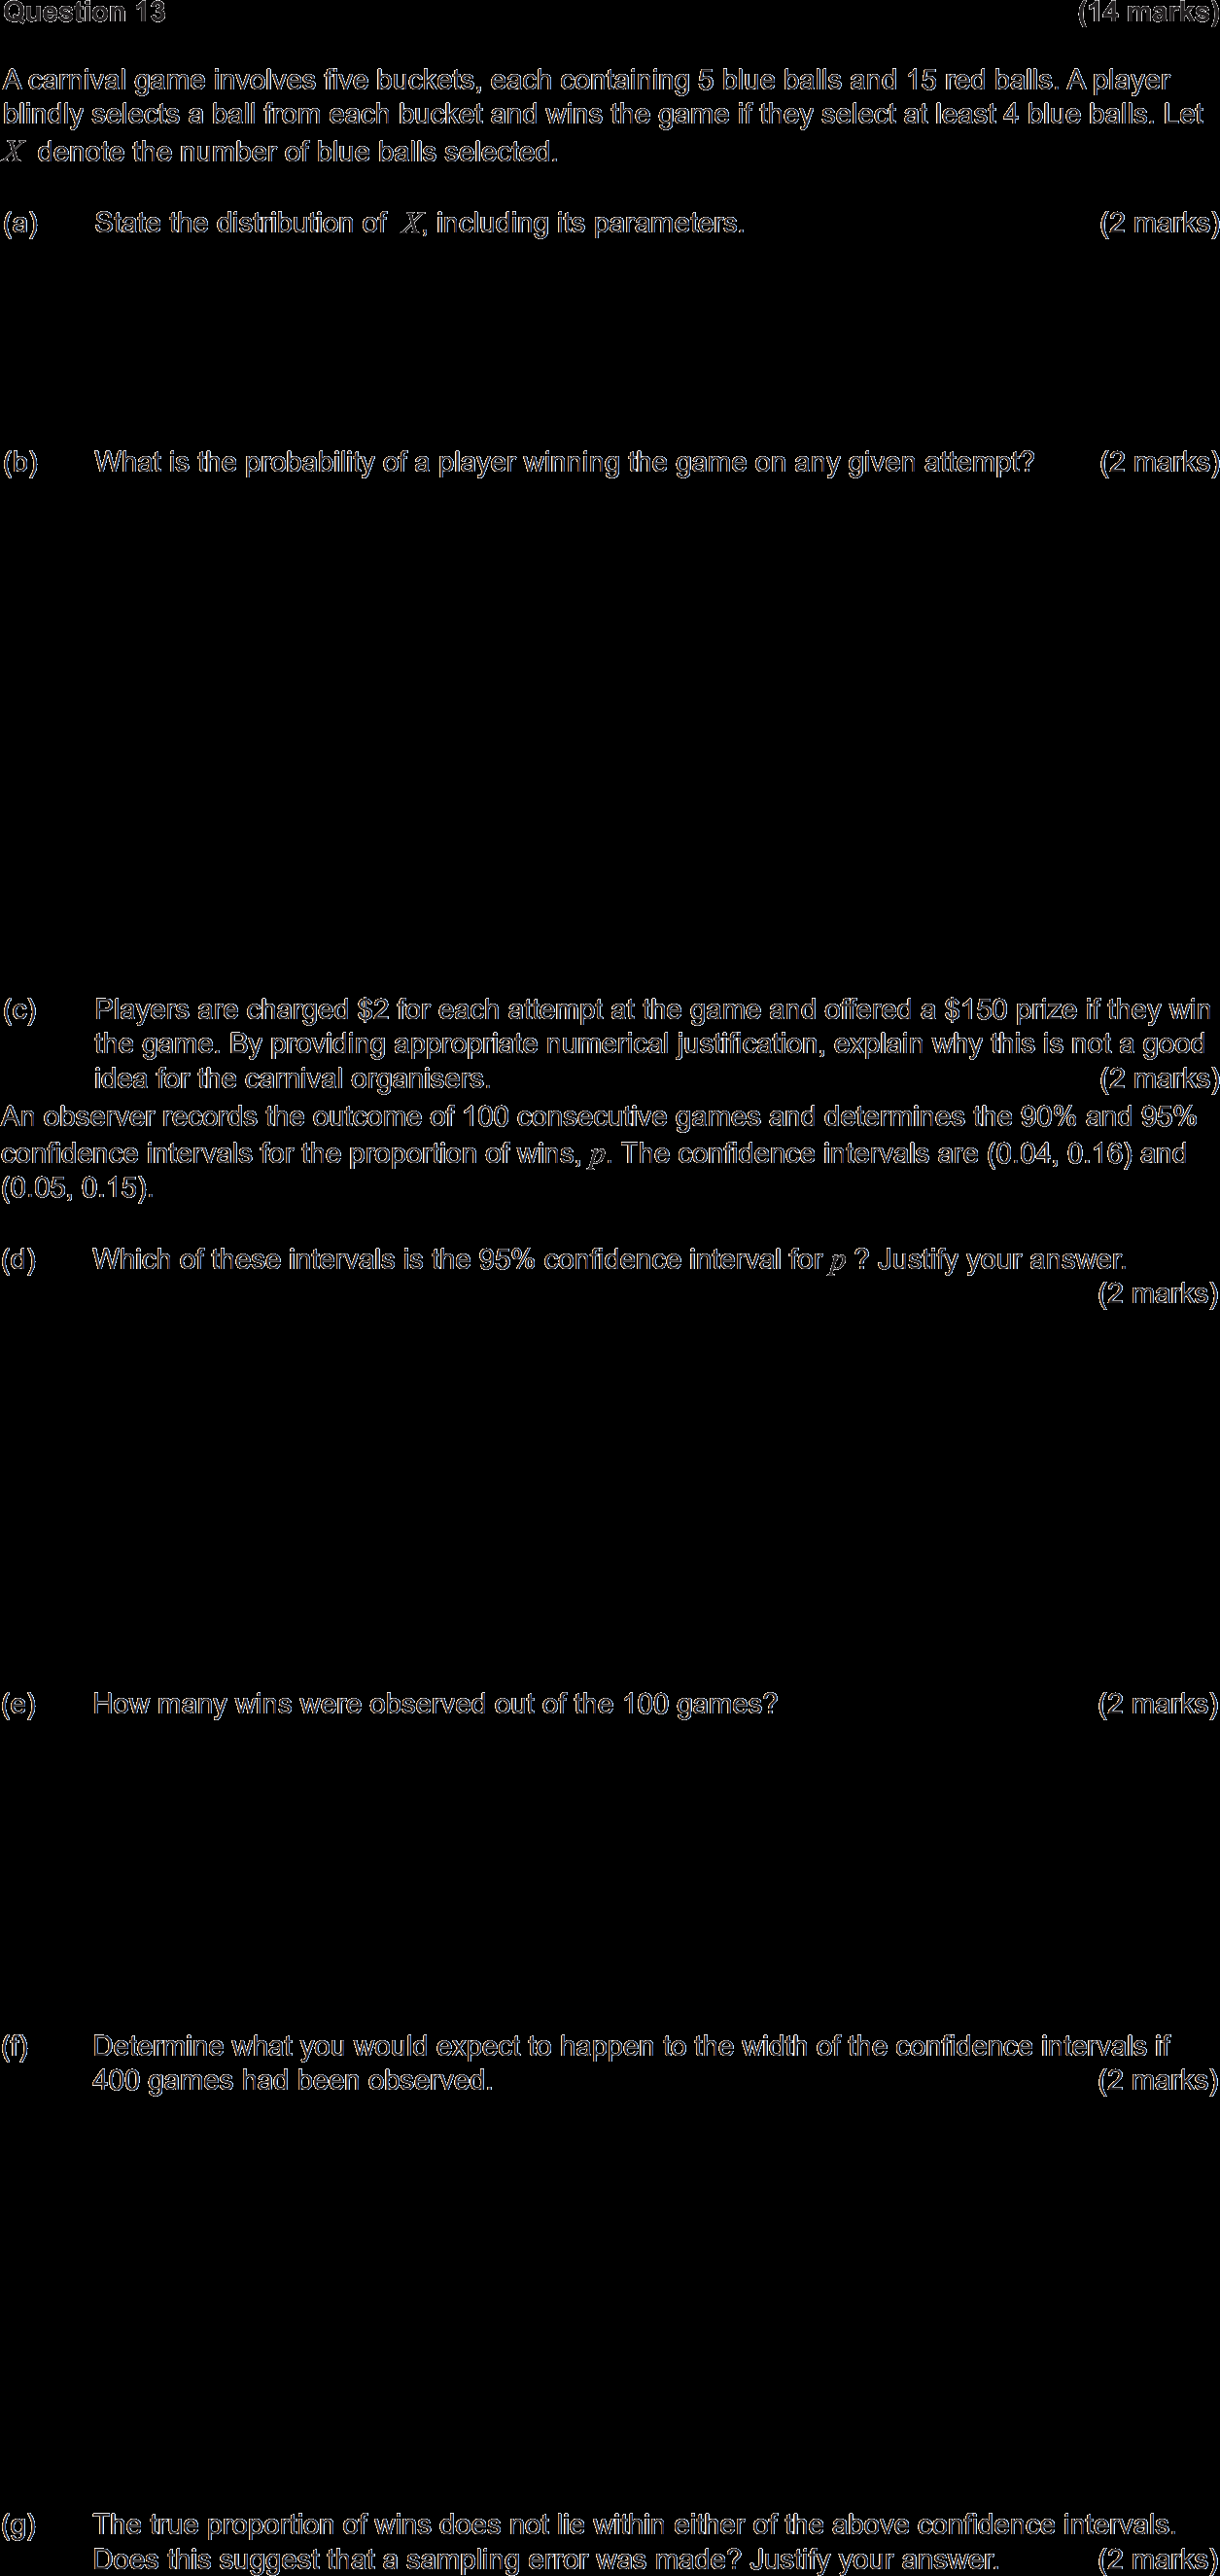 Question 13 (14 marks)
A carnival game involves five buckets, each containing 5 blue balls and 15 red balls. A player
blindly selects a ball from each bucket and wins the game if they select at least 4 blue balls. Let
X denote the number of blue balls selected.
(a) State the distribution of X, including its parameters. (2 marks)
(b) What is the probability of a player winning the game on any given attempt? (2 marks)
(c) Players are charged $2 for each attempt at the game and offered a $150 prize if they win
the game. By providing appropriate numerical justification, explain why this is not a good
idea for the carnival organisers. (2 marks)
An observer records the outcome of 100 consecutive games and determines the 90% and 95%
confidence intervals for the proportion of wins, p. The confidence intervals are (0.04, 0.16) and
(0.05, 0.15).
(d) Which of these intervals is the 95% confidence interval for p ? Justify your answer.
(2 marks)
(e) How many wins were observed out of the 100 games? (2 marks)
(f) Determine what you would expect to happen to the width of the confidence intervals if
400 games had been observed. (2 marks)
(g) The true proportion of wins does not lie within either of the above confidence intervals.
Does this suggest that a sampling error was made? Justify your answer. (2 marks)